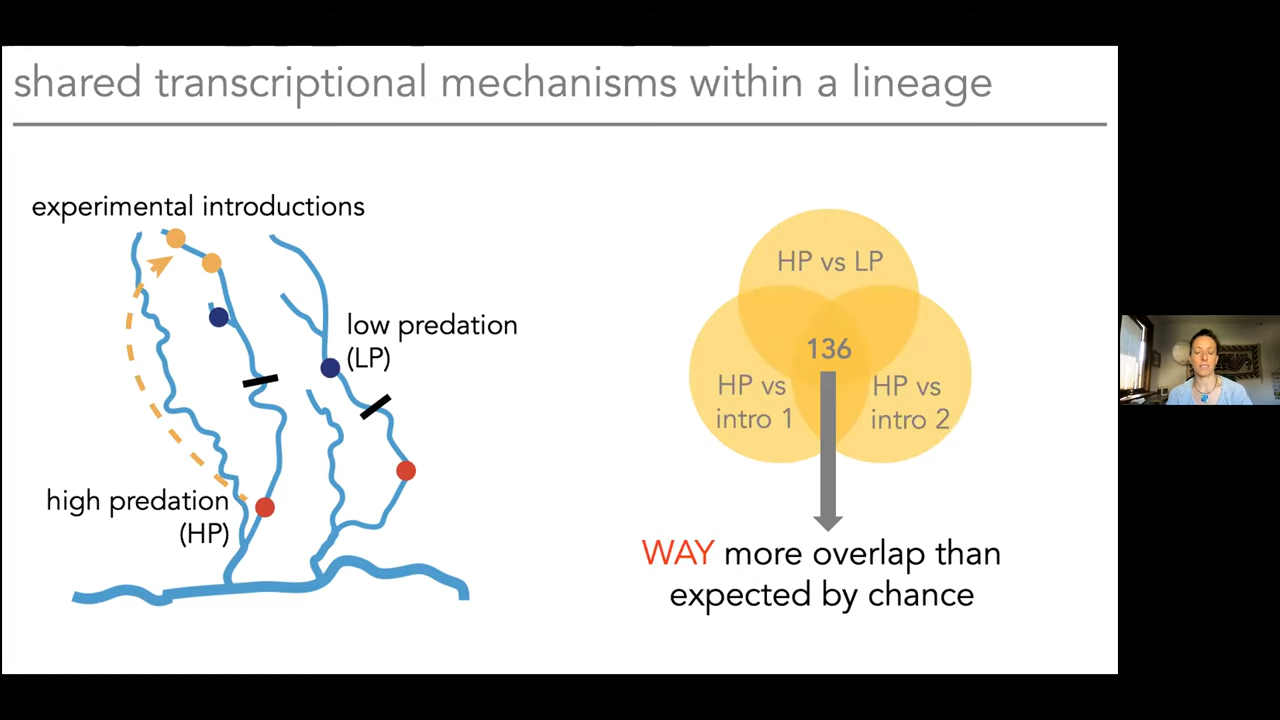 shared transcriptional mechanisms within a lineage
experimental introductions
low predation
(LP)
high predation
(HP)
HP vs LP
136
HP vs
intro 1
HP vs
intro 2
WAY more overlap than
expected by chance